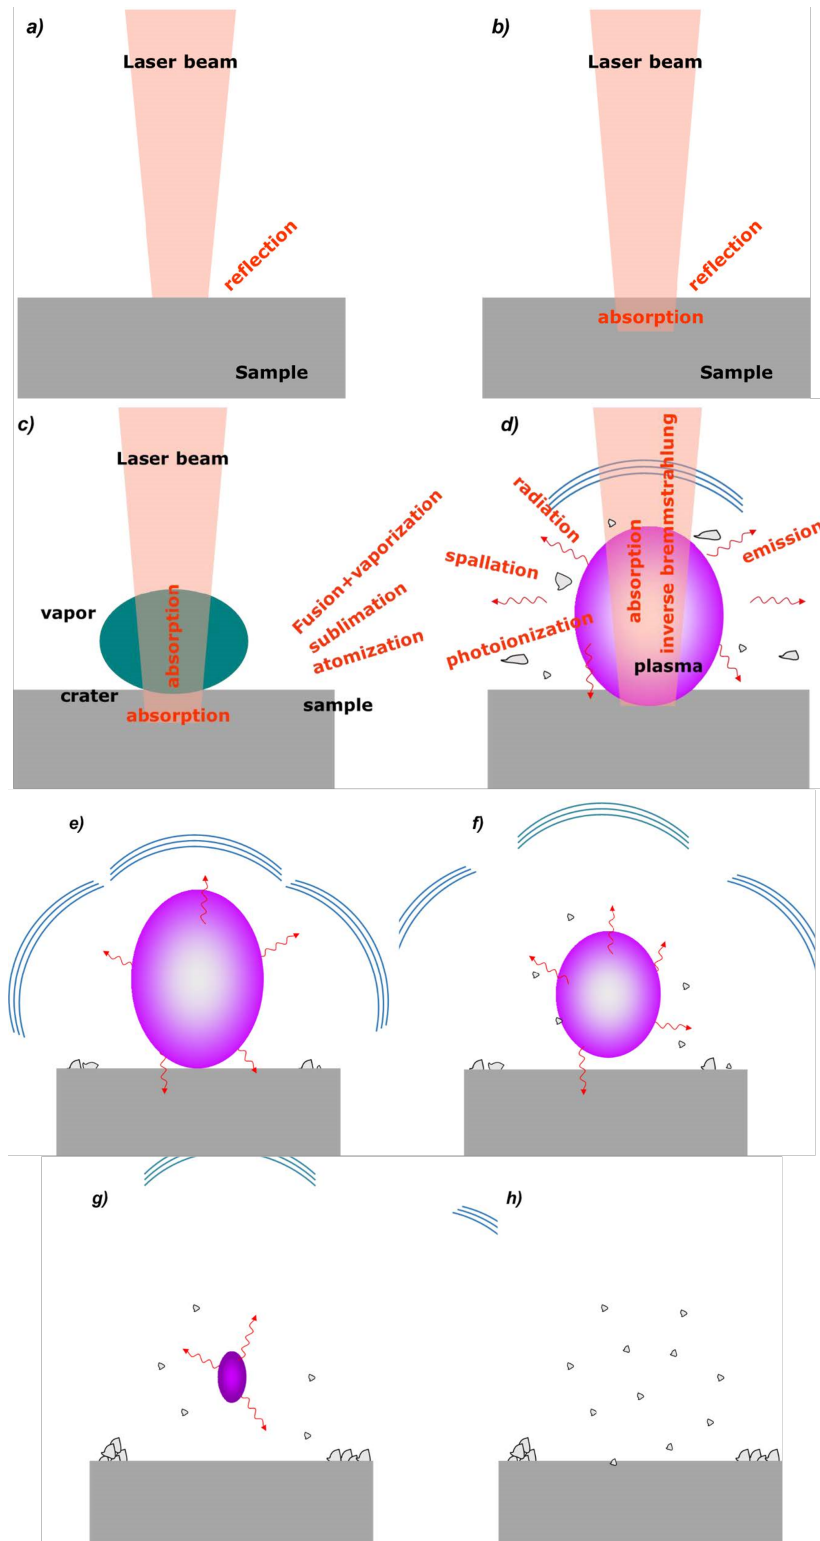 a)
Laser beam
reflection
Sample
b)
Laser beam
reflection
absorption
Sample
c)
Laser beam
vapor
absorption
crater
absorption
Fusion+vaporization
sublimation
atomization
sample
d)
radiation
spallation
photoionization
absorption
inverse bremmstrahlung
emission
plasma
e)
f)
g)
h)